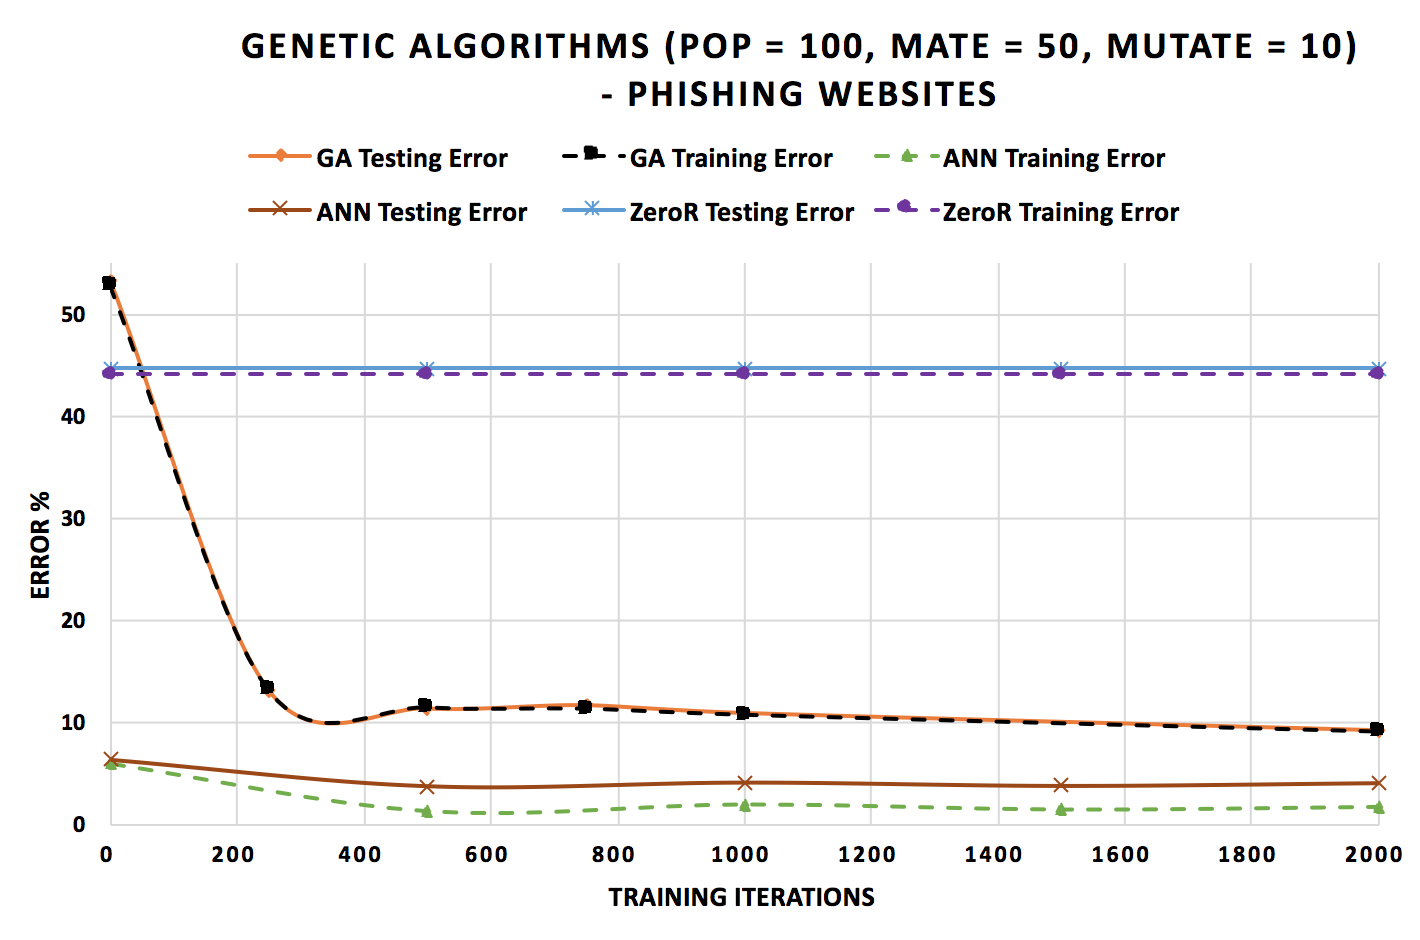 GENETIC ALGORITHMS (POP = 100, MATE = 50, MUTATE = 10)
- PHISHING WEBSITES
GA Testing Error
GA Training Error
ANN Training Error
ANN Testing Error
ZeroR Testing Error
ZeroR Training Error
50
40
30
20
10
0
ERROR %
0 200 400 600 800 1000 1200 1400 1600 1800 2000
TRAINING ITERATIONS